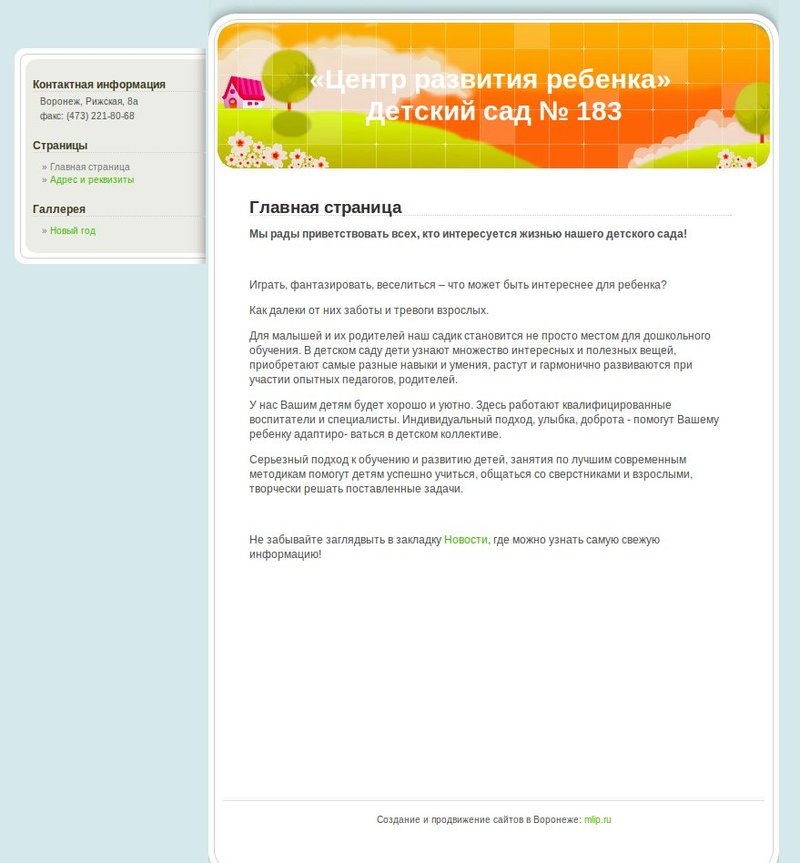 Контактная информация
Воронеж, Рижская, 8а
факс: (473) 221-80-68
Страницы
» Главная страница
» Адрес и реквизиты
Галлерея
» Новый год
«Центр развития ребенка»
Детский сад № 183
Главная страница
Мы рады приветствовать всех, кто интересуется жизнью нашего детского сада!
Играть, фантазировать, веселиться – что может быть интереснее для ребенка?
Как далеки от них заботы и тревоги взрослых.
Для малышей и их родителей наш садик становится не просто местом для дошкольного
обучения. В детском саду дети узнают множество интересных и полезных вещей,
приобретают самые разные навыки и умения, растут и гармонично развиваются при
участии опытных педагогов, родителей.
У нас Вашим детям будет хорошо и уютно. Здесь работают квалифицированные
воспитатели и специалисты. Индивидуальный подход, улыбка, доброта - помогут Вашему
ребенку адаптиро- ваться в детском коллективе.
Серьезный подход к обучению и развитию детей, занятия по лучшим современным
методикам помогут детям успешно учиться, общаться со сверстниками и взрослыми,
творчески решать поставленные задачи.
Не забывайте заглядвыть в закладку Новости, где можно узнать самую свежую
информацию!
Создание и продвижение сайтов в Воронеже: mlip.ru